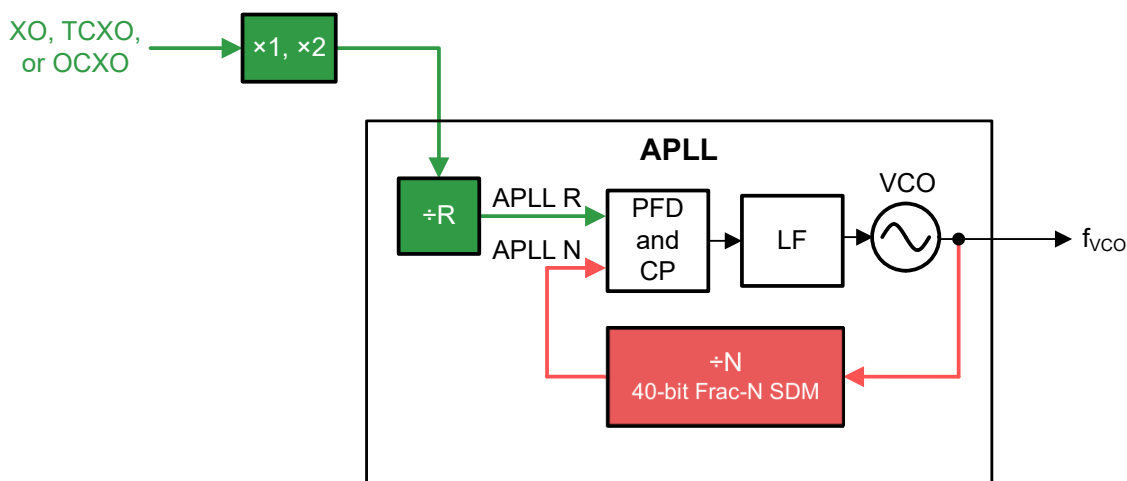 XO, TCXO,
or OCXO
×1, ×2
APLL
VCO
÷R
APLL R
APLL N
PFD
and
CP
LF
fVCO
÷N
40-bit Frac-N SDM